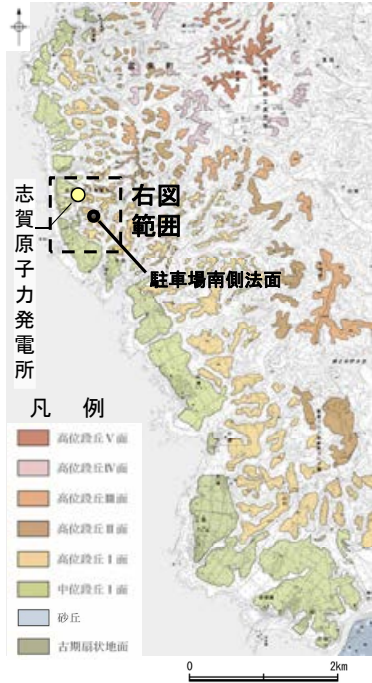 右図
範囲
志賀原子力発電所
駐車場南側法面
凡 例
高位段丘Ⅴ面
高位段丘Ⅳ面
高位段丘Ⅲ面
高位段丘Ⅱ面
高位段丘Ⅰ面
中位段丘Ⅰ面
砂丘
古期扇状地面
0 2km